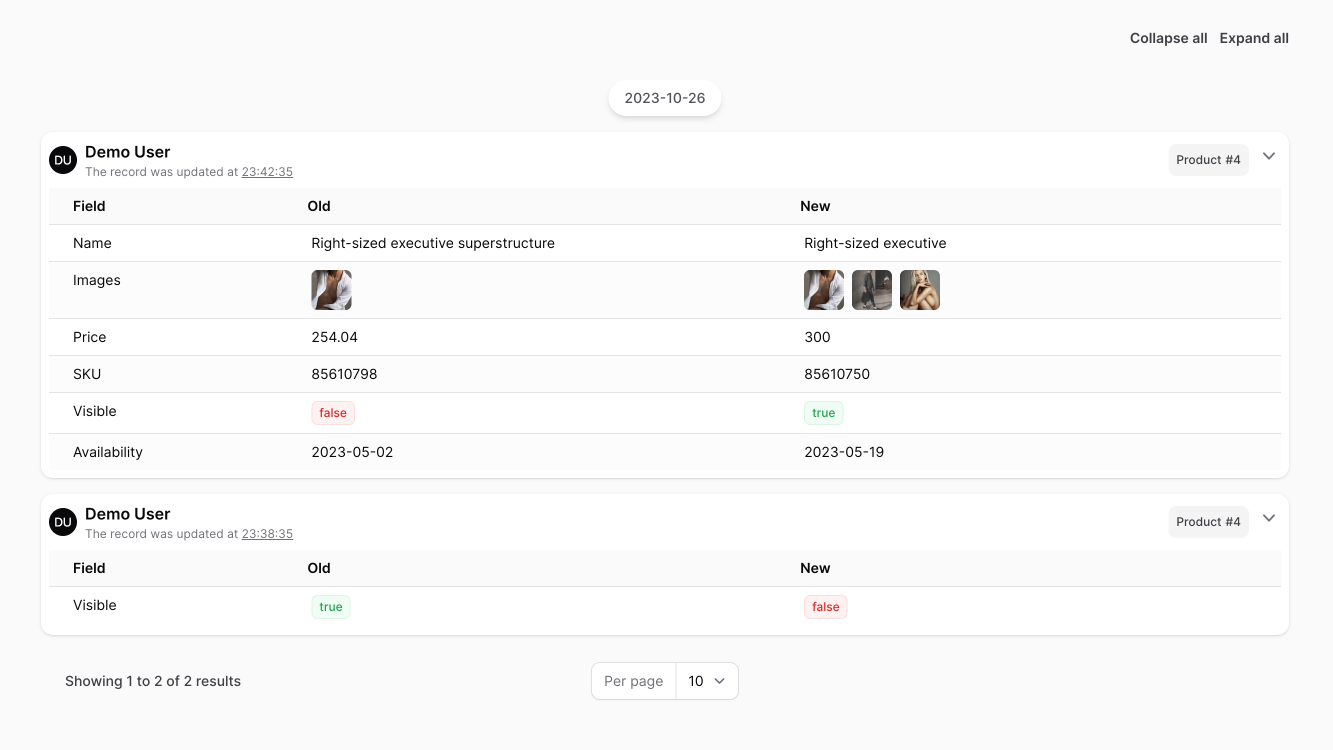 Collapse all Expand all
2023-10-26
DU Demo User
The record was updated at 23:42:35
Product #4
Field Old New
Name Right-sized executive superstructure Right-sized executive
Images
Price 254.04 300
SKU 85610798 85610750
Visible false true
Availability 2023-05-02 2023-05-19
DU Demo User
The record was updated at 23:38:35
Product #4
Field Old New
Visible true false
Showing 1 to 2 of 2 results Per page 10